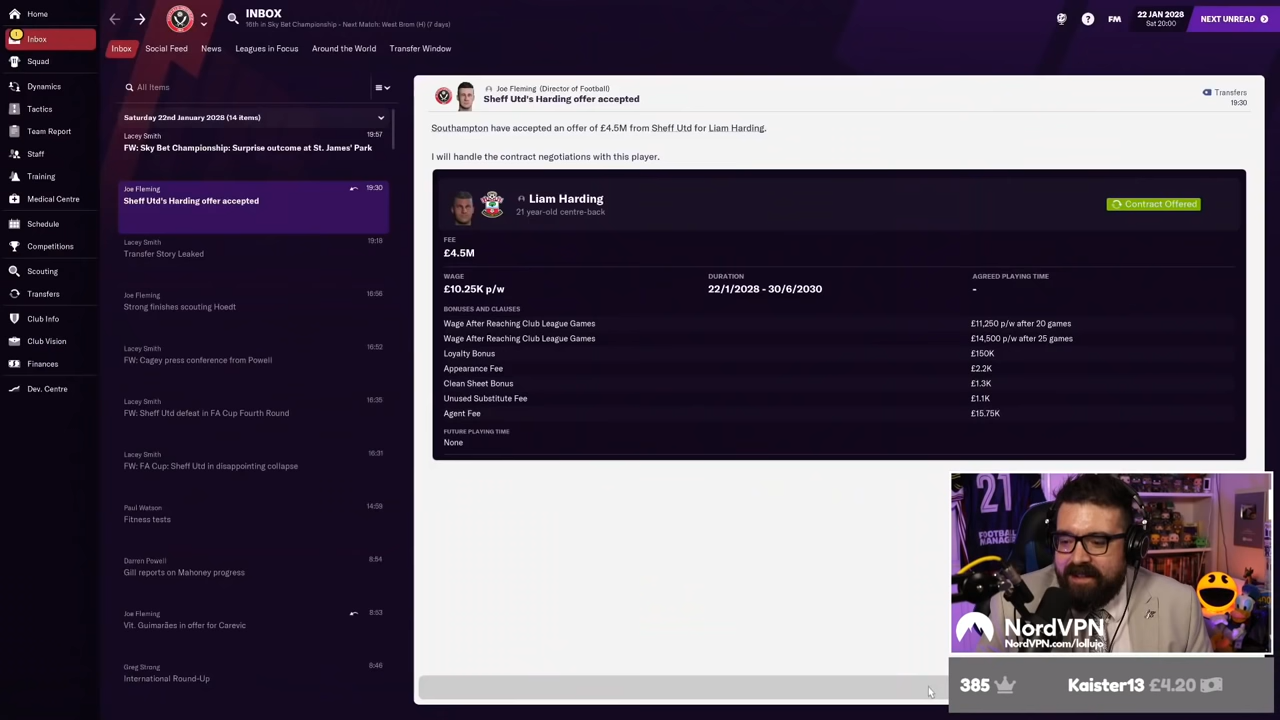 INBOX
16th in Sky Bet Championship - Next Match: West Brom (H) (7 days)
FM
22 JAN 2028
Sat 20:00
NEXT UNREAD
Home
1
Inbox
Squad
Dynamics
Tactics
Team Report
Staff
Training
Medical Centre
Schedule
Competitions
Scouting
Transfers
Club Info
Club Vision
Finances
Dev. Centre
Inbox
Social Feed
News
Leagues in Focus
Around the World
Transfer Window
All Items
Saturday 22nd January 2028 (14 items)
Lacey Smith 19:57
FW: Sky Bet Championship: Surprise outcome at St. James' Park
Joe Fleming 19:30
Sheff Utd's Harding offer accepted
Lacey Smith 19:18
Transfer Story Leaked
Joe Fleming 16:56
Strong finishes scouting Hoedt
Lacey Smith 16:52
FW: Cagey press conference from Powell
Lacey Smith 16:35
FW: Sheff Utd defeat in FA Cup Fourth Round
Lacey Smith 16:31
FW: FA Cup: Sheff Utd in disappointing collapse
Paul Watson 14:59
Fitness tests
Darren Powell 8:54
Gill reports on Mahoney progress
Joe Fleming 8:53
Vit. Guimarães in offer for Carevic
Greg Strong 8:46
International Round-Up
Joe Fleming (Director of Football)
Sheff Utd's Harding offer accepted
Transfers
19:30
Southampton have accepted an offer of £4.5M from Sheff Utd for Liam Harding.
I will handle the contract negotiations with this player.
Liam Harding
21 year-old centre-back
Contract Offered
FEE
£4.5M
WAGE DURATION AGREED PLAYING TIME
£10.25K p/w 22/1/2028 - 30/6/2030 -
BONUSES AND CLAUSES
Wage After Reaching Club League Games £11,250 p/w after 20 games
Wage After Reaching Club League Games £14,500 p/w after 25 games
Loyalty Bonus £150K
Appearance Fee £2.2K
Clean Sheet Bonus £1.3K
Unused Substitute Fee £1.1K
Agent Fee £15.75K
FUTURE PLAYING TIME
None
21
FOOTBALL
MANAGER
NordVPN
NordVPN.com/lollujo
385 Kaister13 £4.20